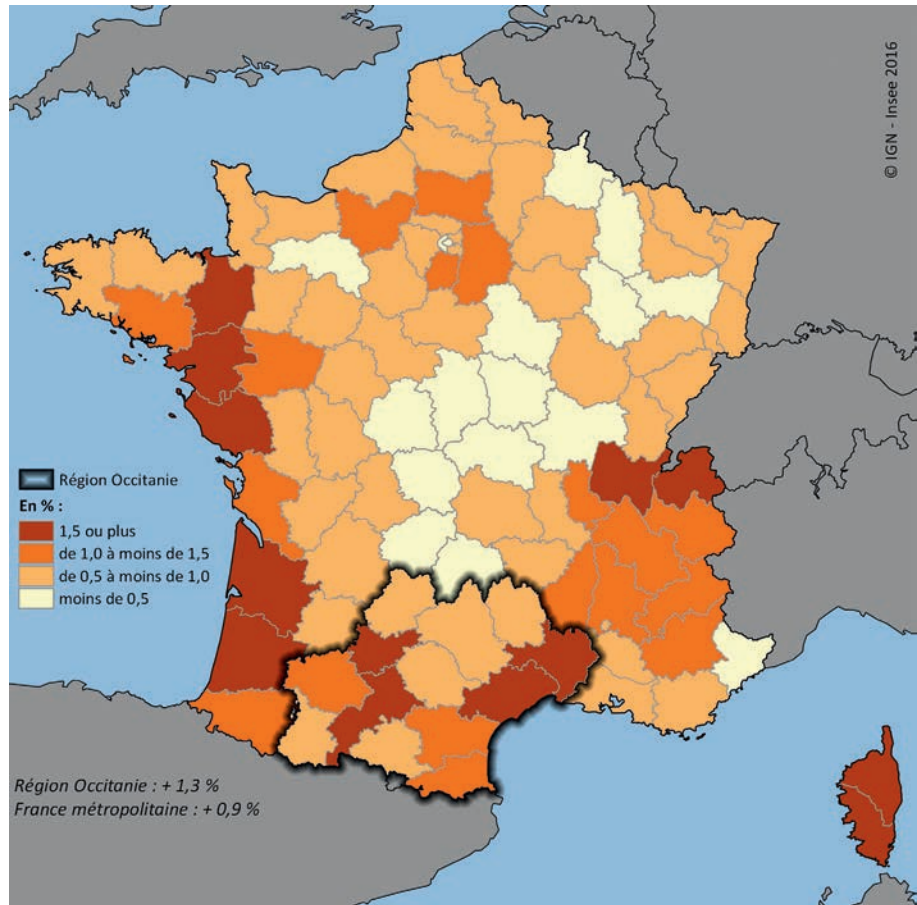 © IGN - Insee 2016
Région Occitanie
En % :
1,5 ou plus
de 1,0 à moins de 1,5
de 0,5 à moins de 1,0
moins de 0,5
Région Occitanie : + 1,3 %
France métropolitaine : + 0,9 %